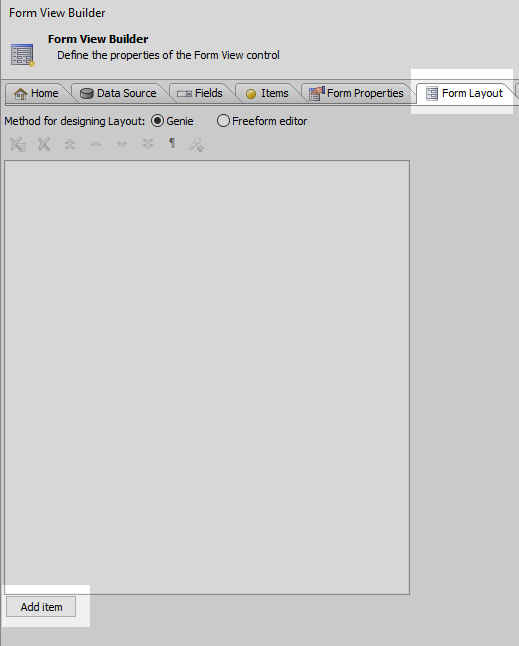 Form View Builder
Form View Builder
Define the properties of the Form View control
Home Data Source Fields Items Form Properties Form Layout
Method for designing Layout: Genie Freeform editor
Add item